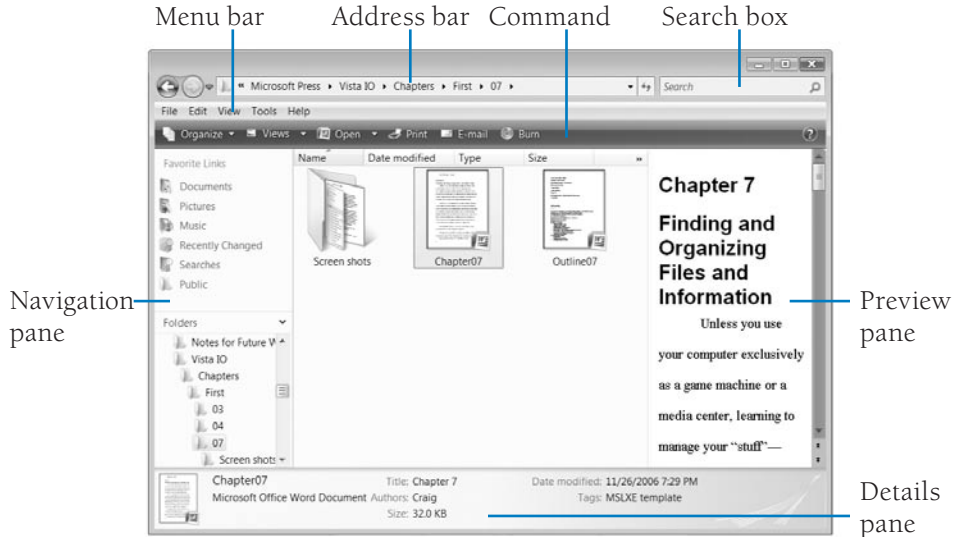 Menu bar Address bar Command Search box
« Microsoft Press ▸ Vista IO ▸ Chapters ▸ First ▸ 07 ▸ Search
File Edit View Tools Help
Organize Views Open Print E-mail Burn ?
Favorite Links
Documents
Pictures
Music
Recently Changed
Searches
Public
Folders
Notes for Future W
Vista IO
Chapters
First
03
04
07
Screen shots
Name Date modified Type Size »
Screen shots Chapter07 Outline07
Chapter 7
Finding and
Organizing
Files and
Information
Unless you use
your computer exclusively
as a game machine or a
media center, learning to
manage your “stuff”—
Navigation
pane
Preview
pane
Chapter07 Title: Chapter 7 Date modified: 11/26/2006 7:29 PM
Microsoft Office Word Document Authors: Craig Tags: MSLXE template
Size: 32.0 KB
Details
pane